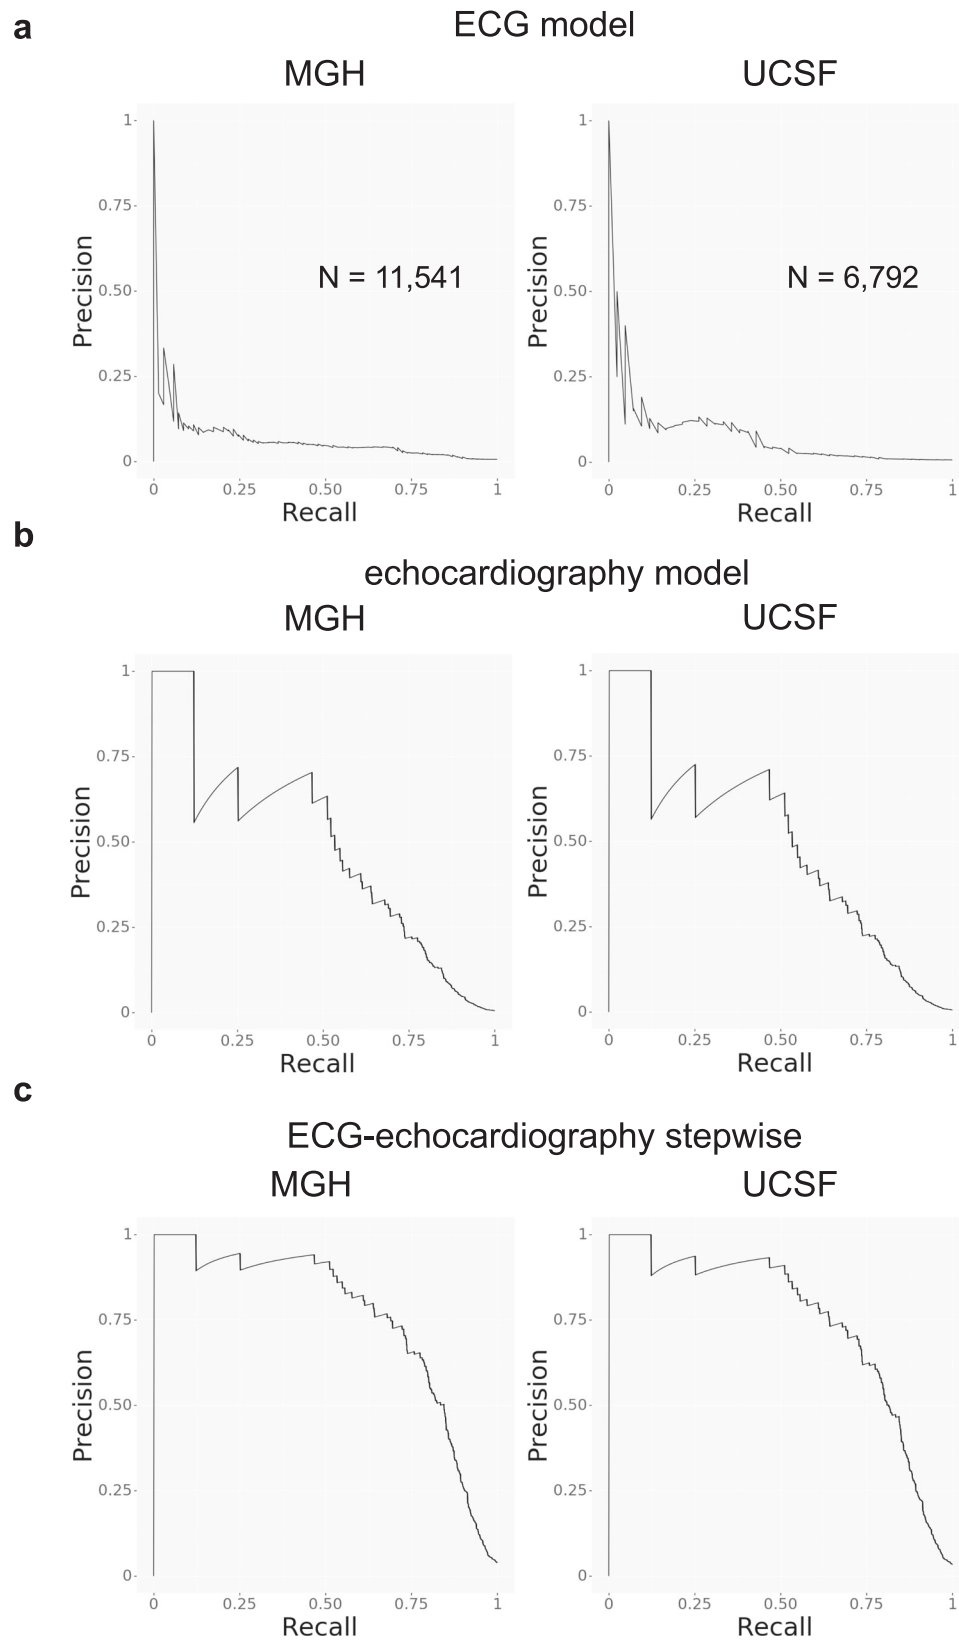 a
ECG model
MGH UCSF
1 1
0.75 0.75
Precision Precision
N = 11,541 N = 6,792
0.50 0.50
0.25 0.25
0 0
0 0.25 0.50 0.75 1 0 0.25 0.50 0.75 1
Recall Recall
b
echocardiography model
MGH UCSF
1 1
0.75 0.75
Precision Precision
0.50 0.50
0.25 0.25
0 0
0 0.25 0.50 0.75 1 0 0.25 0.50 0.75 1
Recall Recall
c
ECG-echocardiography stepwise
MGH UCSF
1 1
0.75 0.75
Precision Precision
0.50 0.50
0.25 0.25
0 0
0 0.25 0.50 0.75 1 0 0.25 0.50 0.75 1
Recall Recall